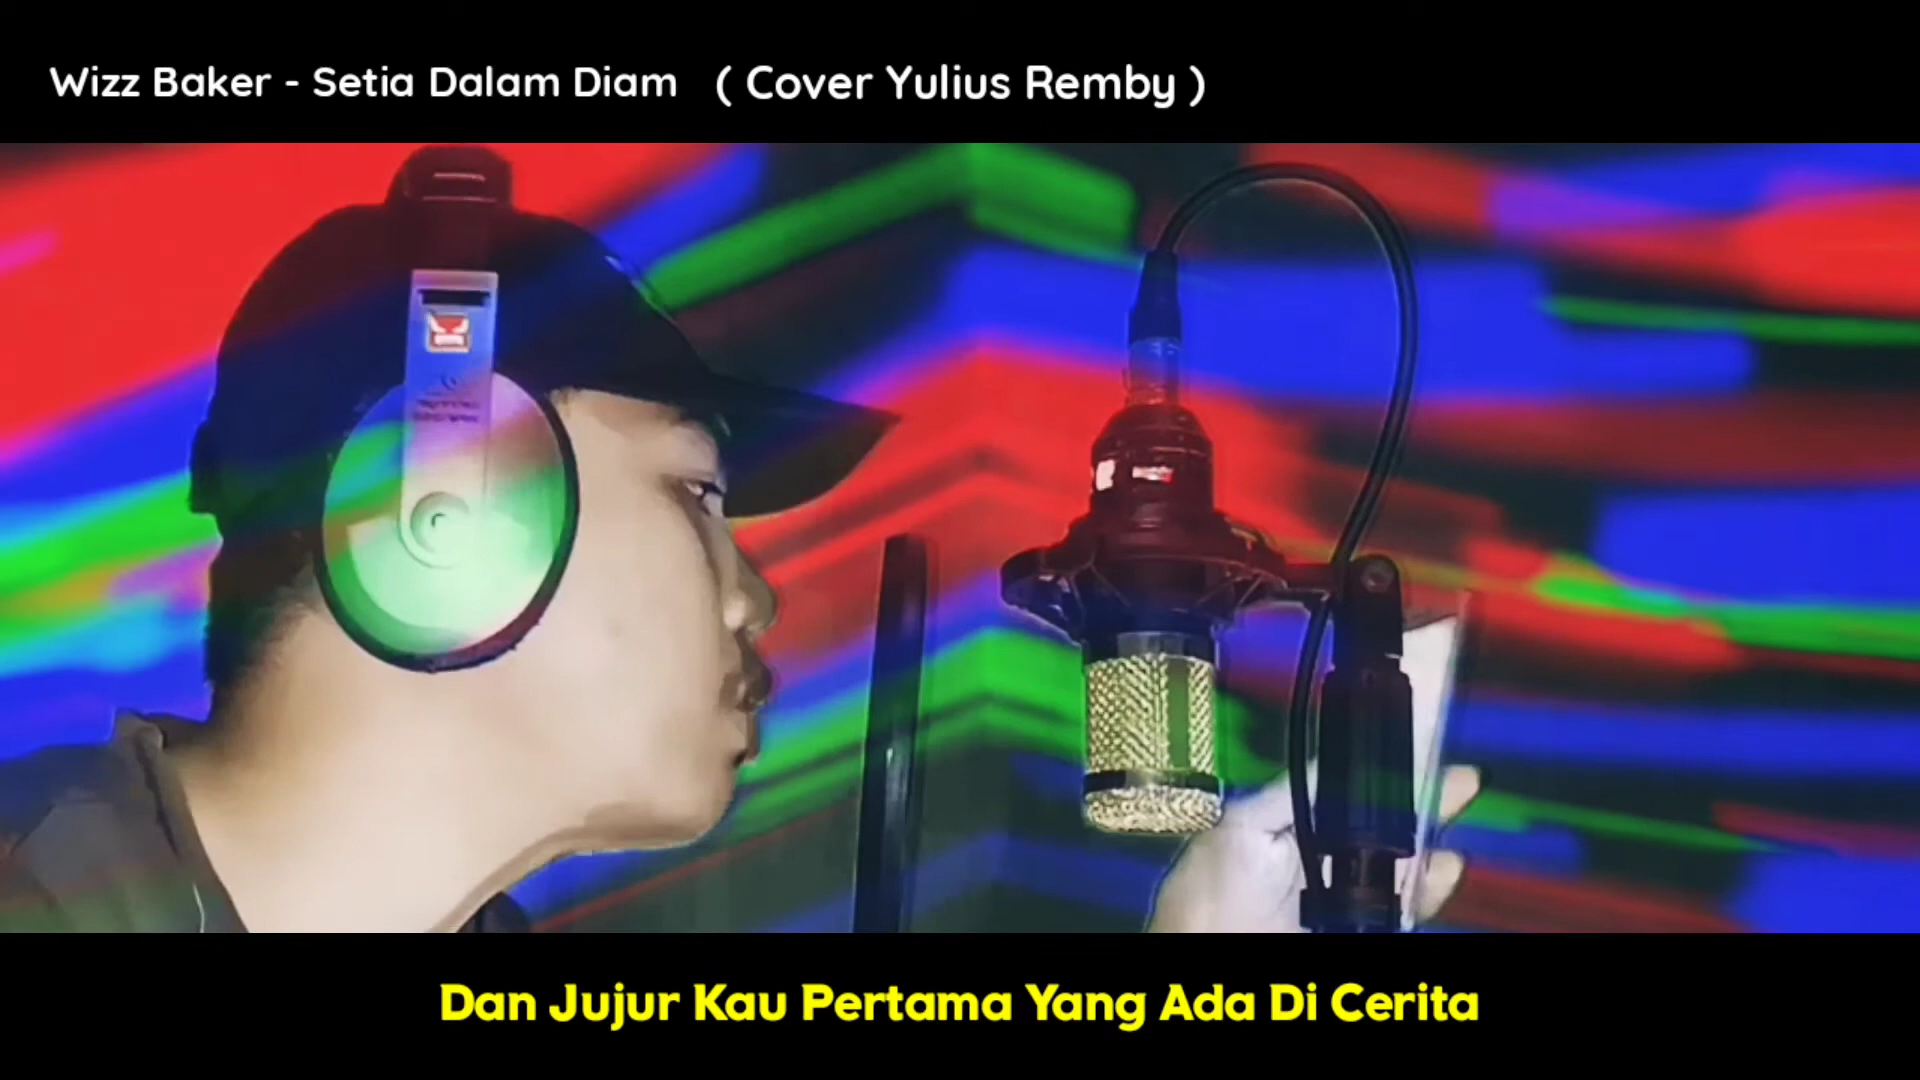 Wizz Baker - Setia Dalam Diam ( Cover Yulius Remby )
Dan Jujur Kau Pertama Yang Ada Di Cerita